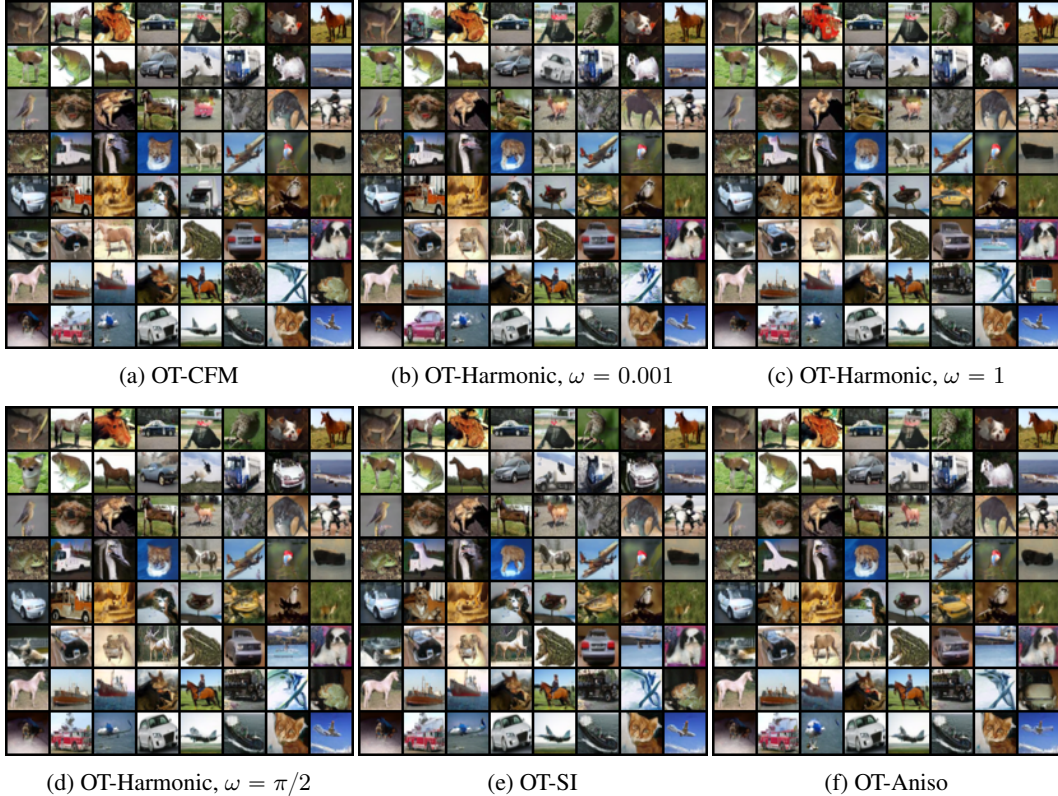 (a) OT-CFM
(b) OT-Harmonic, ω = 0.001
(c) OT-Harmonic, ω = 1
(d) OT-Harmonic, ω = π/2
(e) OT-SI
(f) OT-Aniso